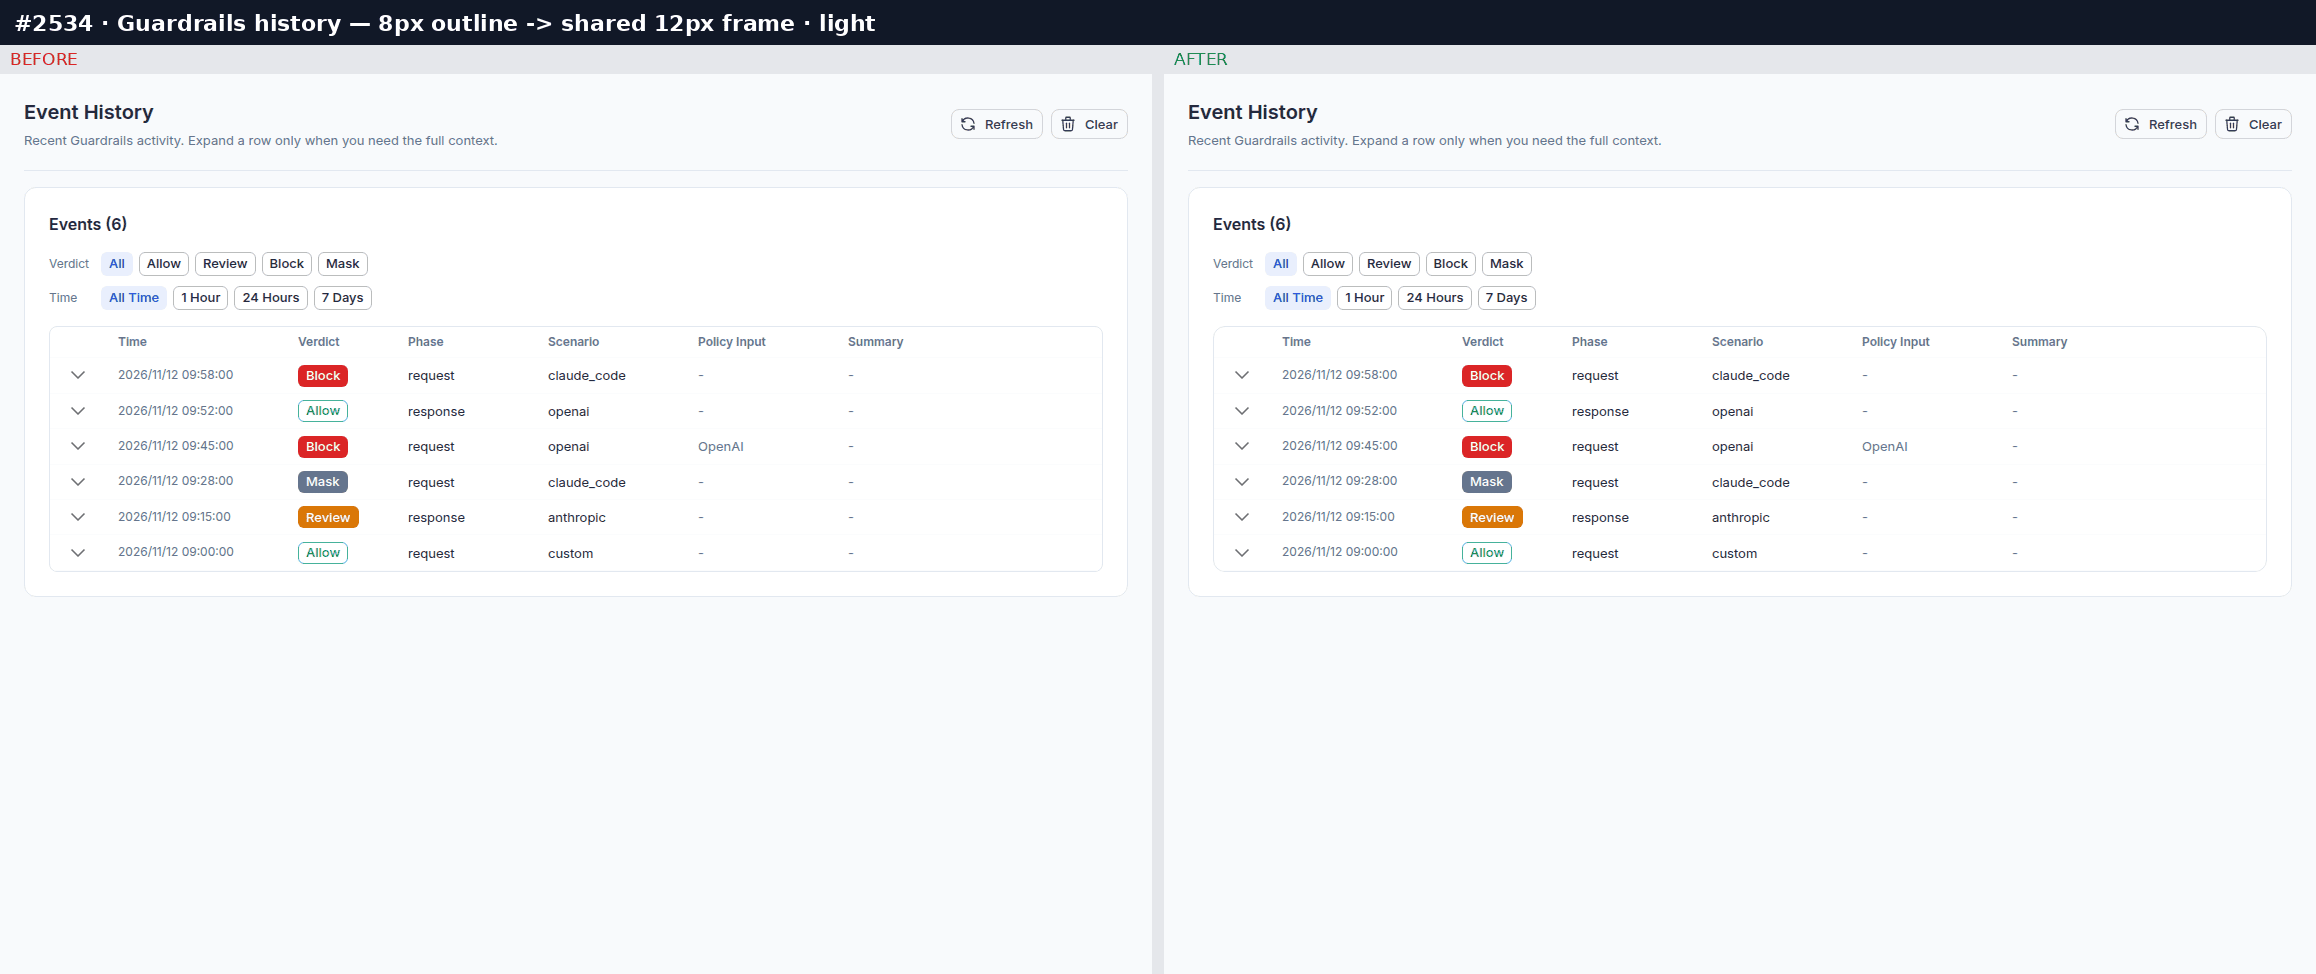 #2534 · Guardrails history — 8px outline -> shared 12px frame · light
BEFORE
Event History
Recent Guardrails activity. Expand a row only when you need the full context.
Refresh Clear
Events (6)
Verdict All Allow Review Block Mask
Time All Time 1 Hour 24 Hours 7 Days
Time Verdict Phase Scenario Policy Input Summary
2026/11/12 09:58:00 Block request claude_code - -
2026/11/12 09:52:00 Allow response openai - -
2026/11/12 09:45:00 Block request openai OpenAI -
2026/11/12 09:28:00 Mask request claude_code - -
2026/11/12 09:15:00 Review response anthropic - -
2026/11/12 09:00:00 Allow request custom - -
AFTER
Event History
Recent Guardrails activity. Expand a row only when you need the full context.
Refresh Clear
Events (6)
Verdict All Allow Review Block Mask
Time All Time 1 Hour 24 Hours 7 Days
Time Verdict Phase Scenario Policy Input Summary
2026/11/12 09:58:00 Block request claude_code - -
2026/11/12 09:52:00 Allow response openai - -
2026/11/12 09:45:00 Block request openai OpenAI -
2026/11/12 09:28:00 Mask request claude_code - -
2026/11/12 09:15:00 Review response anthropic - -
2026/11/12 09:00:00 Allow request custom - -